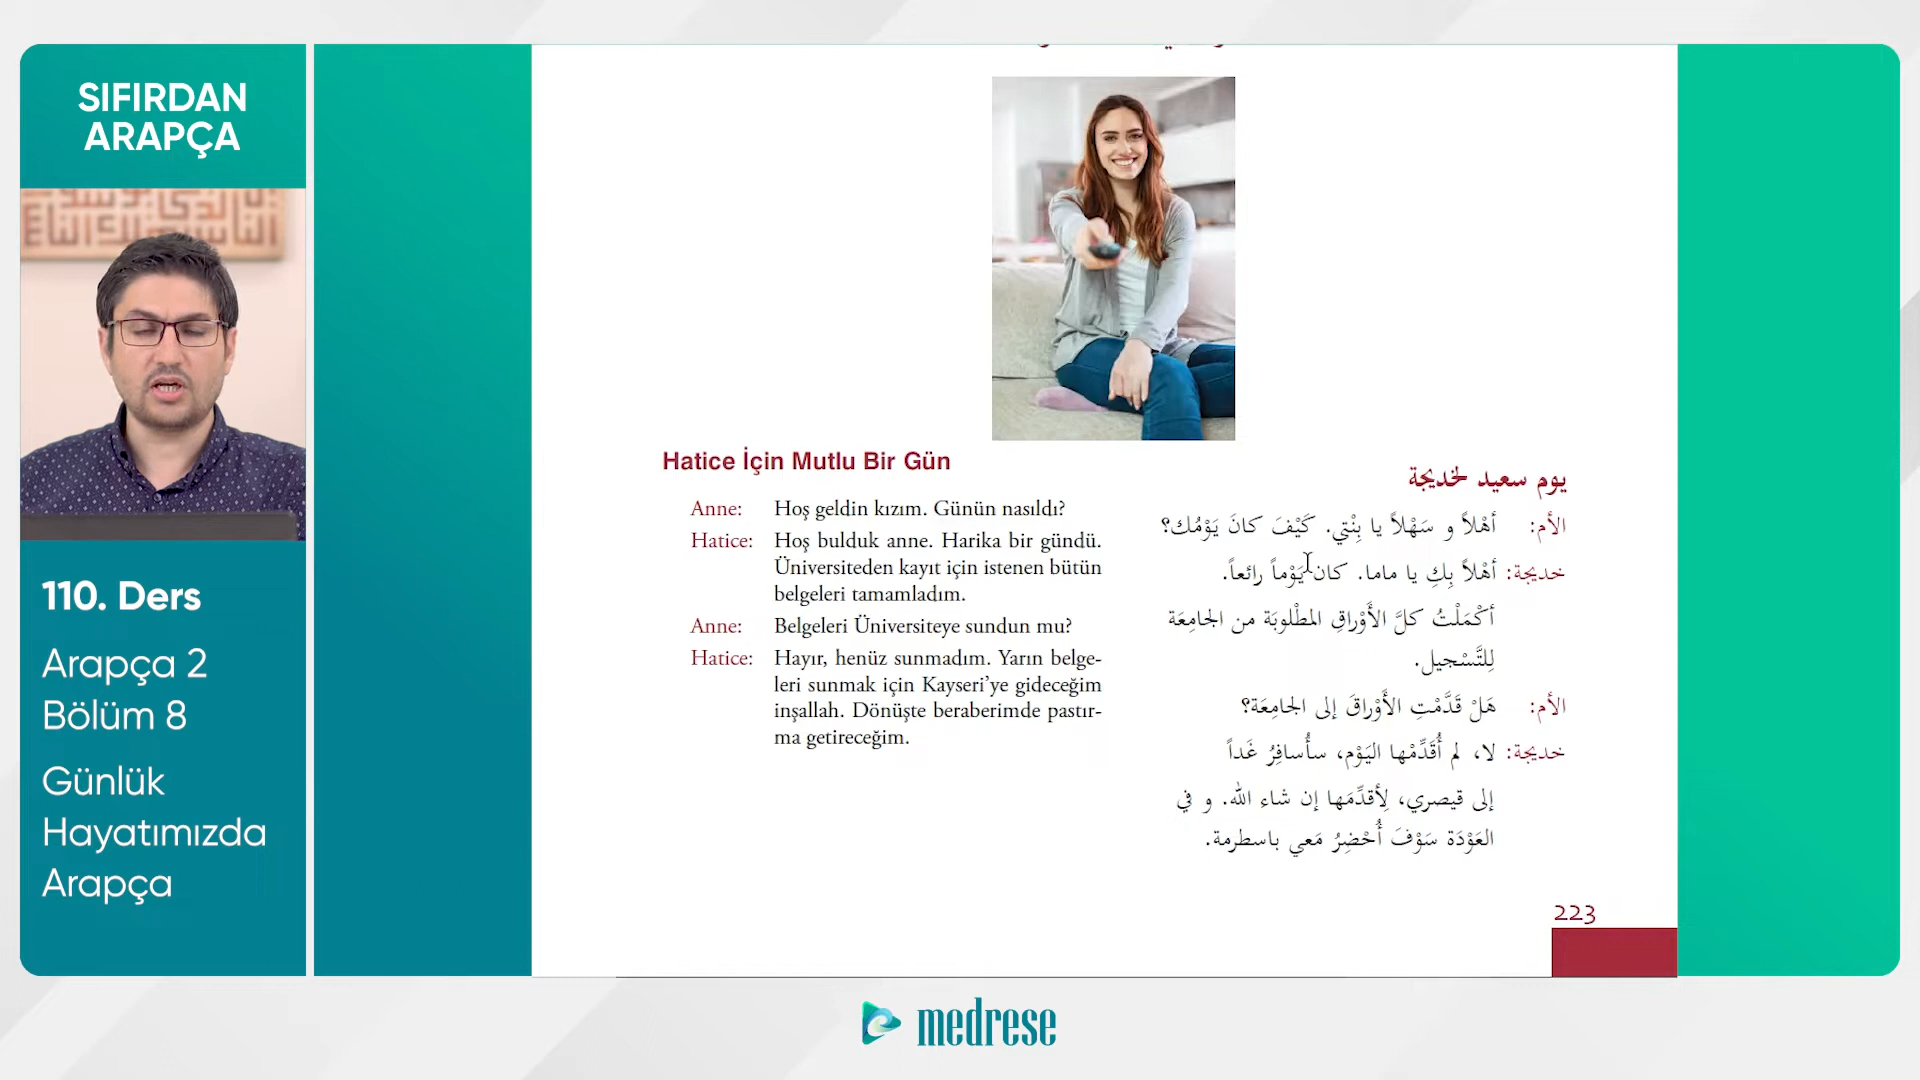 SIFIRDAN
ARAPÇA
110. Ders
Arapça 2
Bölüm 8
Günlük
Hayatımızda
Arapça
Hatice İçin Mutlu Bir Gün
Anne: Hoş geldin kızım. Günün nasıldı?
Hatice: Hoş bulduk anne. Harika bir gündü.
Üniversiteden kayıt için istenen bütün
belgeleri tamamladım.
Anne: Belgeleri Üniversiteye sundun mu?
Hatice: Hayır, henüz sunmadım. Yarın belge-
leri sunmak için Kayseri’ye gideceğim
inşallah. Dönüşte beraberimde pastır-
ma getireceğim.
يوم سعيد لخديجة
الأم: أهْلاً و سَهْلاً يا بِنْتي. كَيْفَ كانَ يَوْمُك؟
خديجة: أهْلاً بِكِ يا ماما. كان يَوْماً رائعاً.
أكْمَلْتُ كلَّ الأَوْراقِ المطْلوبَة من الجامِعَة
لِلتَّسْجيل.
الأم: هَلْ قَدَّمْتِ الأَوْراقَ إلى الجامِعَة؟
خديجة: لا، لم أُقَدِّمْها اليَوْم، سأُسافِرُ غَداً
إلى قيصري، لِأقدِّمَها إن شاء الله. و في
العَوْدَة سَوْفَ أُحْضِرُ مَعي باسطرمة.
223
medrese